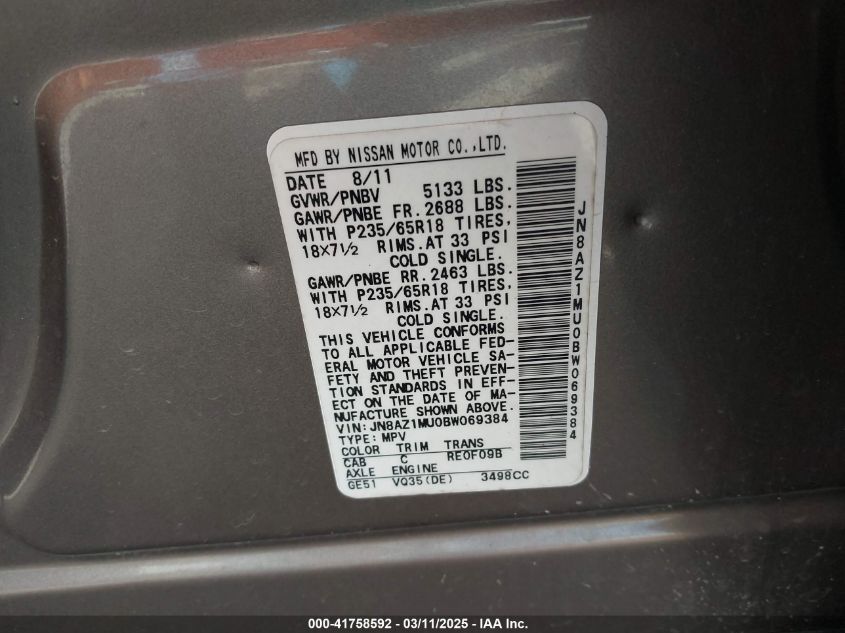 MFD BY NISSAN MOTOR CO.,LTD.
DATE 8/11
GVWR/PNBV 5133 LBS.
GAWR/PNBE FR. 2688 LBS.
WITH P235/65R18 TIRES,
18X7½ RIMS. AT 33 PSI
COLD SINGLE.
GAWR/PNBE RR. 2463 LBS.
WITH P235/65R18 TIRES,
18X7½ RIMS. AT 33 PSI
COLD SINGLE.
THIS VEHICLE CONFORMS
TO ALL APPLICABLE FED-
ERAL MOTOR VEHICLE SA-
FETY AND THEFT PREVEN-
TION STANDARDS IN EFF-
ECT ON THE DATE OF MA-
NUFACTURE SHOWN ABOVE.
VIN: JN8AZ1MU0BW069384
TYPE: MPV
COLOR TRIM TRANS
CAB C RE0F09B
AXLE ENGINE
GE51 VQ35(DE) 3498CC
JN8AZ1MU0BW069384
000-41758592 - 03/11/2025 - IAA Inc.